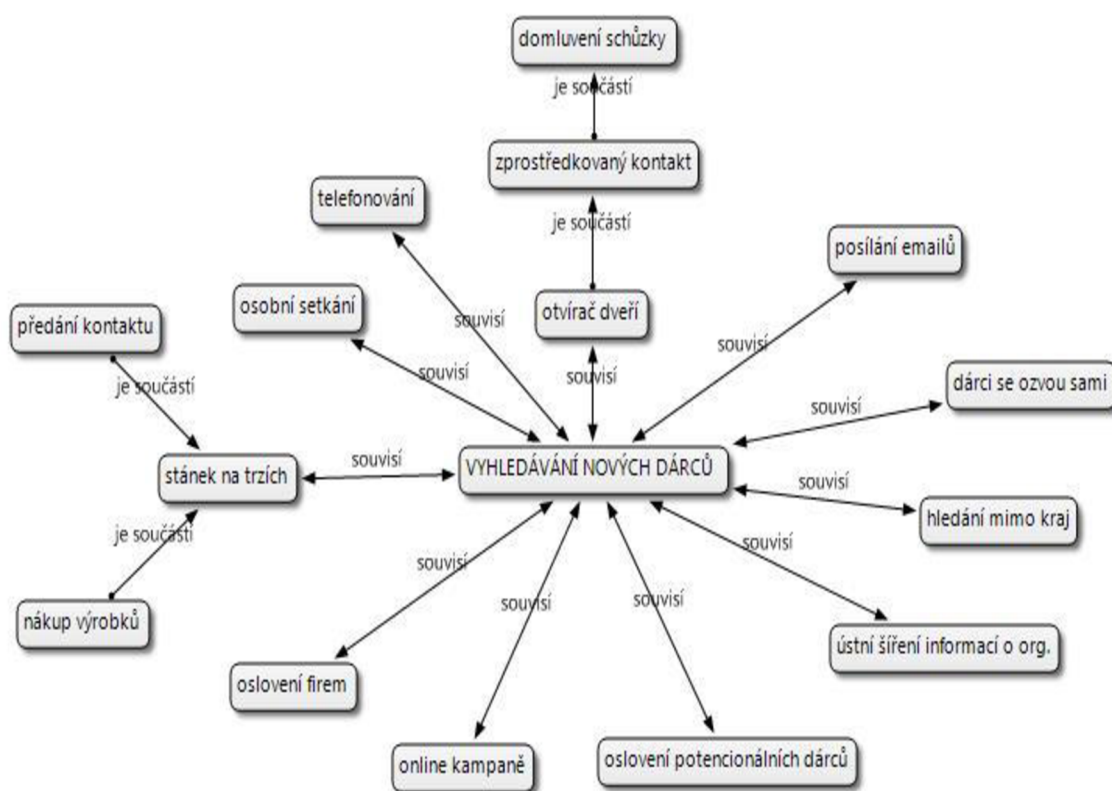 domluvení schůzky
je součástí
zprostředkovaný kontakt
telefonování
je součástí
posílání emailů
osobní setkání
otvírač dveří
předání kontaktu
souvisí
souvisí
souvisí
souvisí
je součástí
dárci se ozvou sami
souvisí
souvisí
VYHLEDÁVÁNÍ NOVÝCH DÁRCŮ
stánek na trzích
souvisí
hledání mimo kraj
je součástí
souvisí
souvisí
souvisí
souvisí
nákup výrobků
ústní šíření informací o org.
oslovení firem
online kampaně
oslovení potencionálních dárců